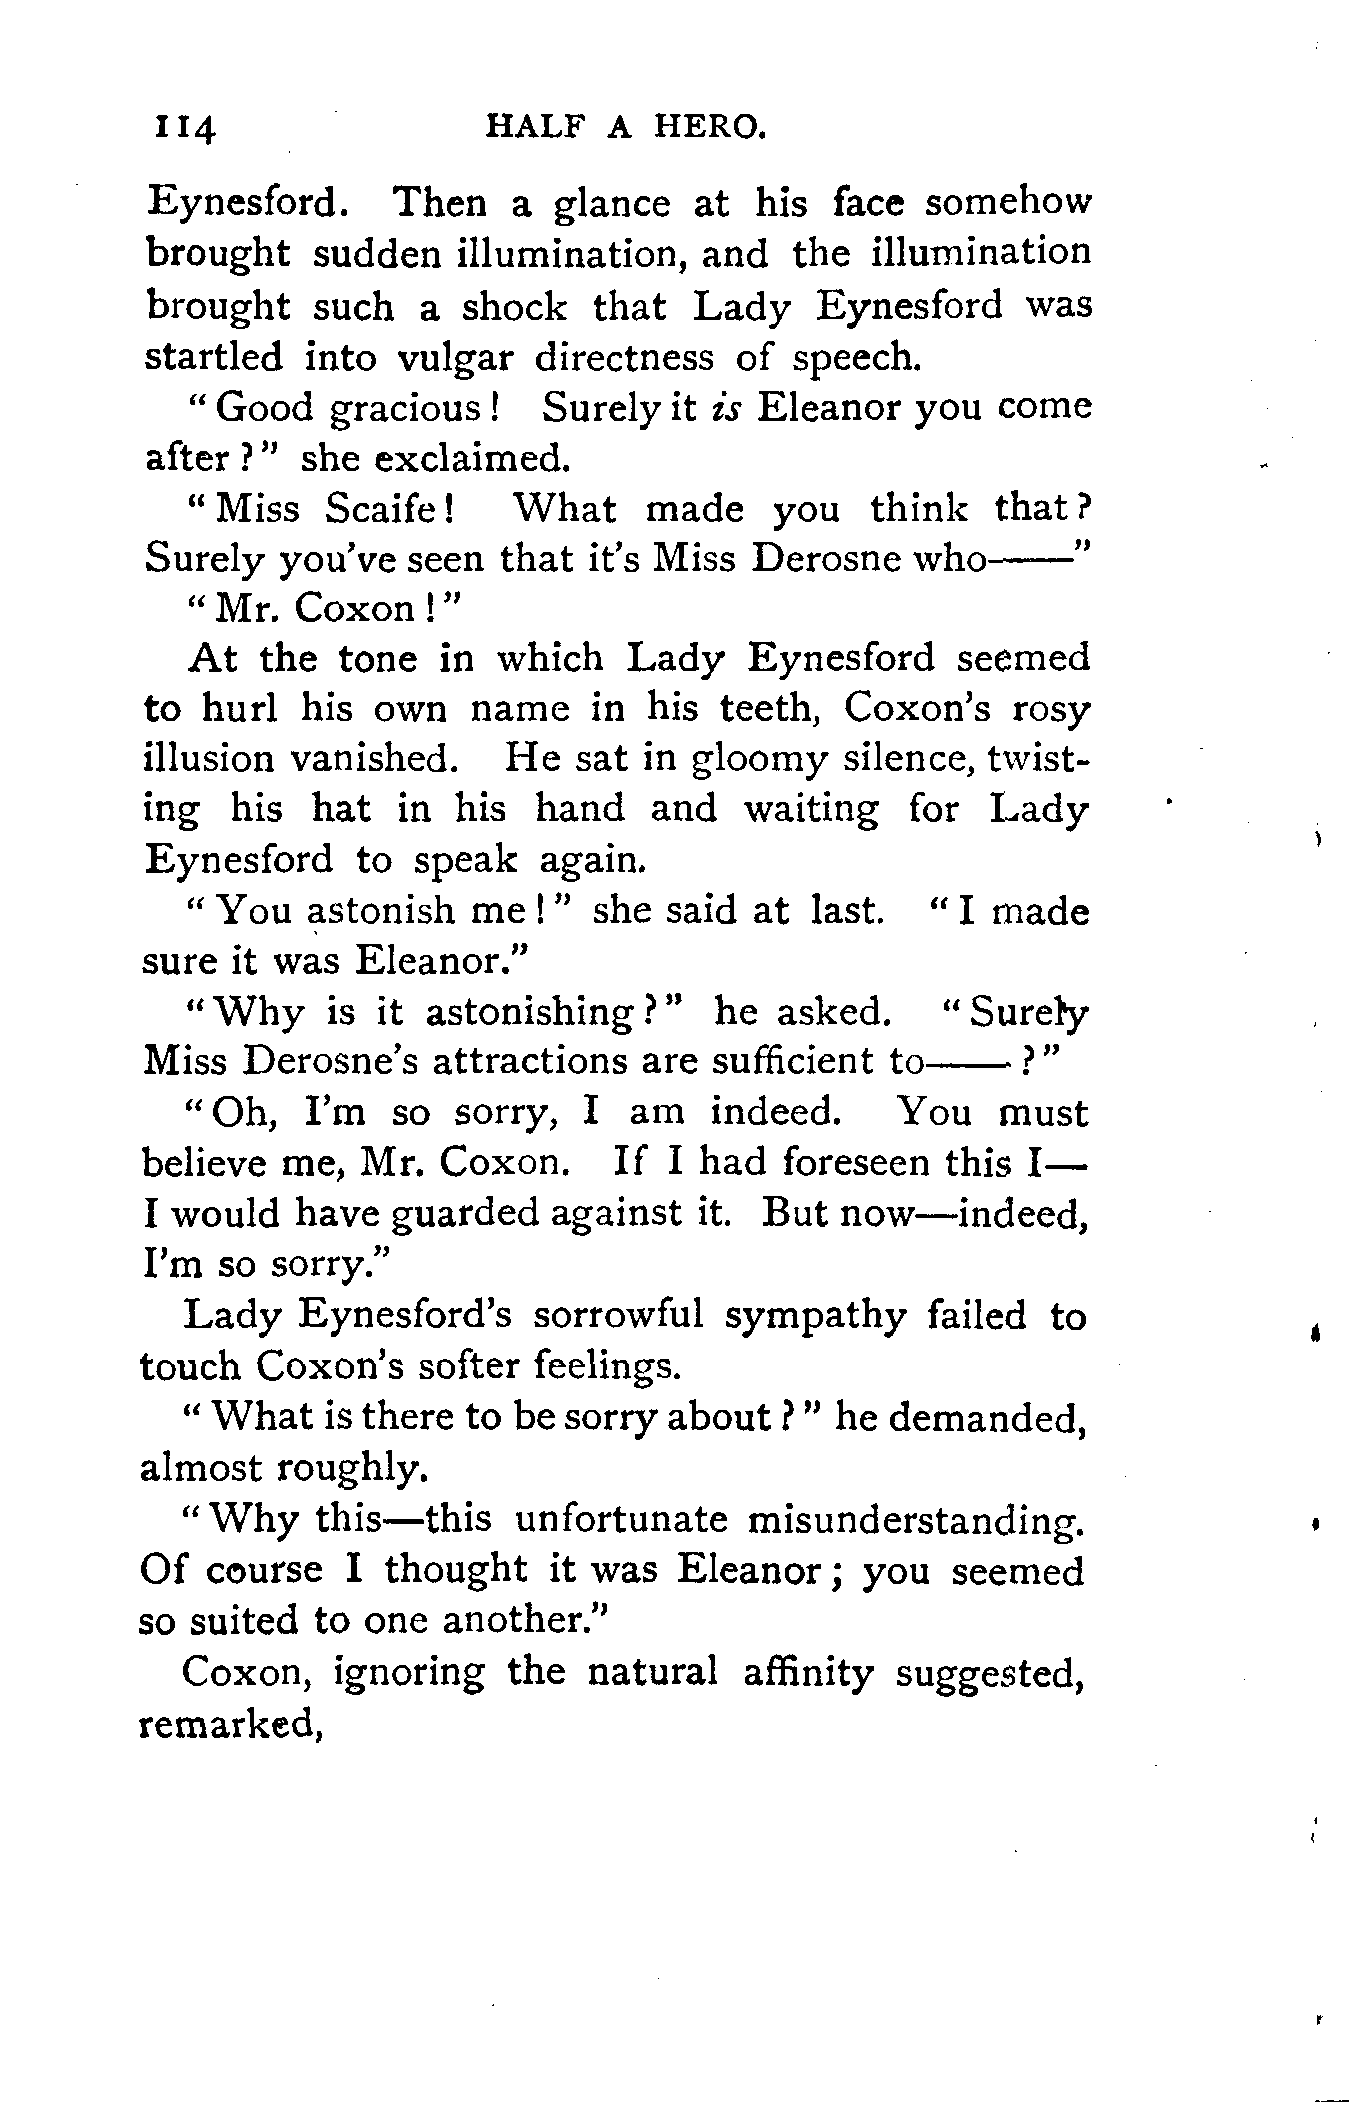 114 HALF A HERO.
Eynesford. Then a glance at his face somehow
brought sudden illumination, and the illumination
brought such a shock that Lady Eynesford was
startled into vulgar directness of speech.
“ Good gracious ! Surely it is Eleanor you come
after ? ” she exclaimed.
“ Miss Scaife ! What made you think that ?
Surely you've seen that it's Miss Derosne who——”
“ Mr. Coxon ! ”
At the tone in which Lady Eynesford seemed
to hurl his own name in his teeth, Coxon's rosy
illusion vanished. He sat in gloomy silence, twist-
ing his hat in his hand and waiting for Lady
Eynesford to speak again.
“ You astonish me ! ” she said at last. “ I made
sure it was Eleanor.”
“ Why is it astonishing ? ” he asked. “ Surely
Miss Derosne's attractions are sufficient to—— ? ”
“ Oh, I'm so sorry, I am indeed. You must
believe me, Mr. Coxon. If I had foreseen this I—
I would have guarded against it. But now—indeed,
I'm so sorry.”
Lady Eynesford's sorrowful sympathy failed to
touch Coxon's softer feelings.
“ What is there to be sorry about ? ” he demanded,
almost roughly.
“ Why this—this unfortunate misunderstanding.
Of course I thought it was Eleanor ; you seemed
so suited to one another.”
Coxon, ignoring the natural affinity suggested,
remarked,